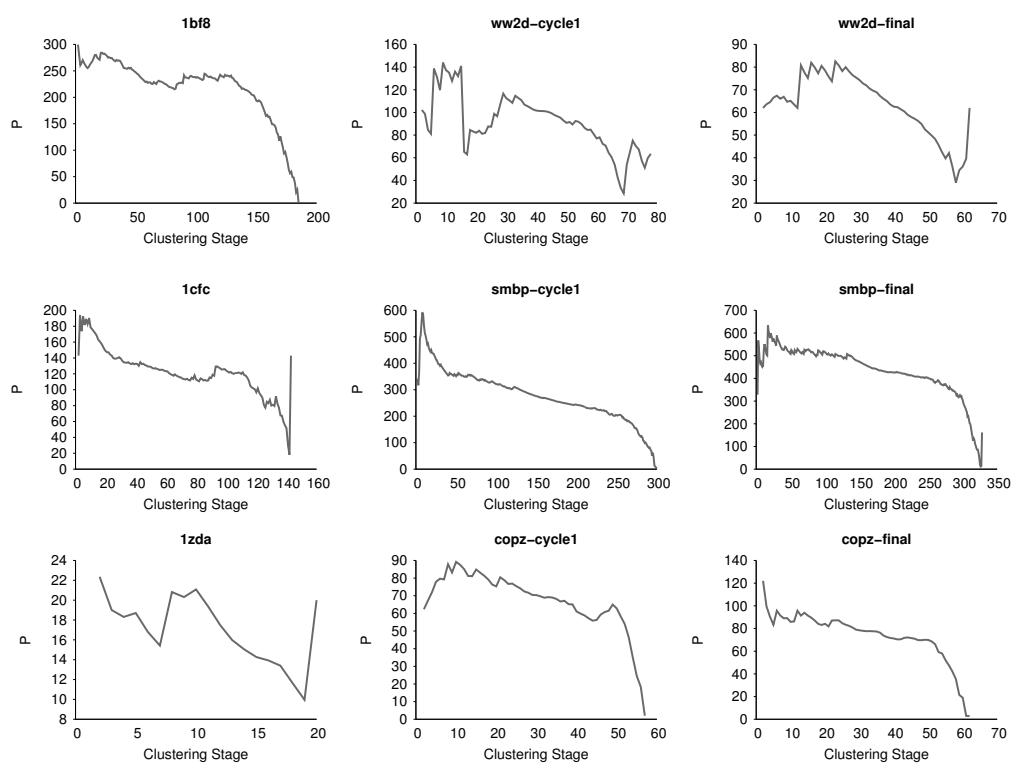 1bf8
300
250
200
150
100
50
0
P
0 50 100 150 200
Clustering Stage
ww2d−cycle1
160
140
120
100
80
60
40
20
P
0 10 20 30 40 50 60 70 80
Clustering Stage
ww2d−final
90
80
70
60
50
40
30
20
P
0 10 20 30 40 50 60 70
Clustering Stage
1cfc
200
180
160
140
120
100
80
60
40
20
0
P
0 20 40 60 80 100 120 140 160
Clustering Stage
smbp−cycle1
600
500
400
300
200
100
0
P
0 50 100 150 200 250 300
Clustering Stage
smbp−final
700
600
500
400
300
200
100
0
P
0 50 100 150 200 250 300 350
Clustering Stage
1zda
24
22
20
18
16
14
12
10
8
P
0 5 10 15 20
Clustering Stage
copz−cycle1
90
80
70
60
50
40
30
20
10
0
P
0 10 20 30 40 50 60
Clustering Stage
copz−final
140
120
100
80
60
40
20
0
P
0 10 20 30 40 50 60 70
Clustering Stage